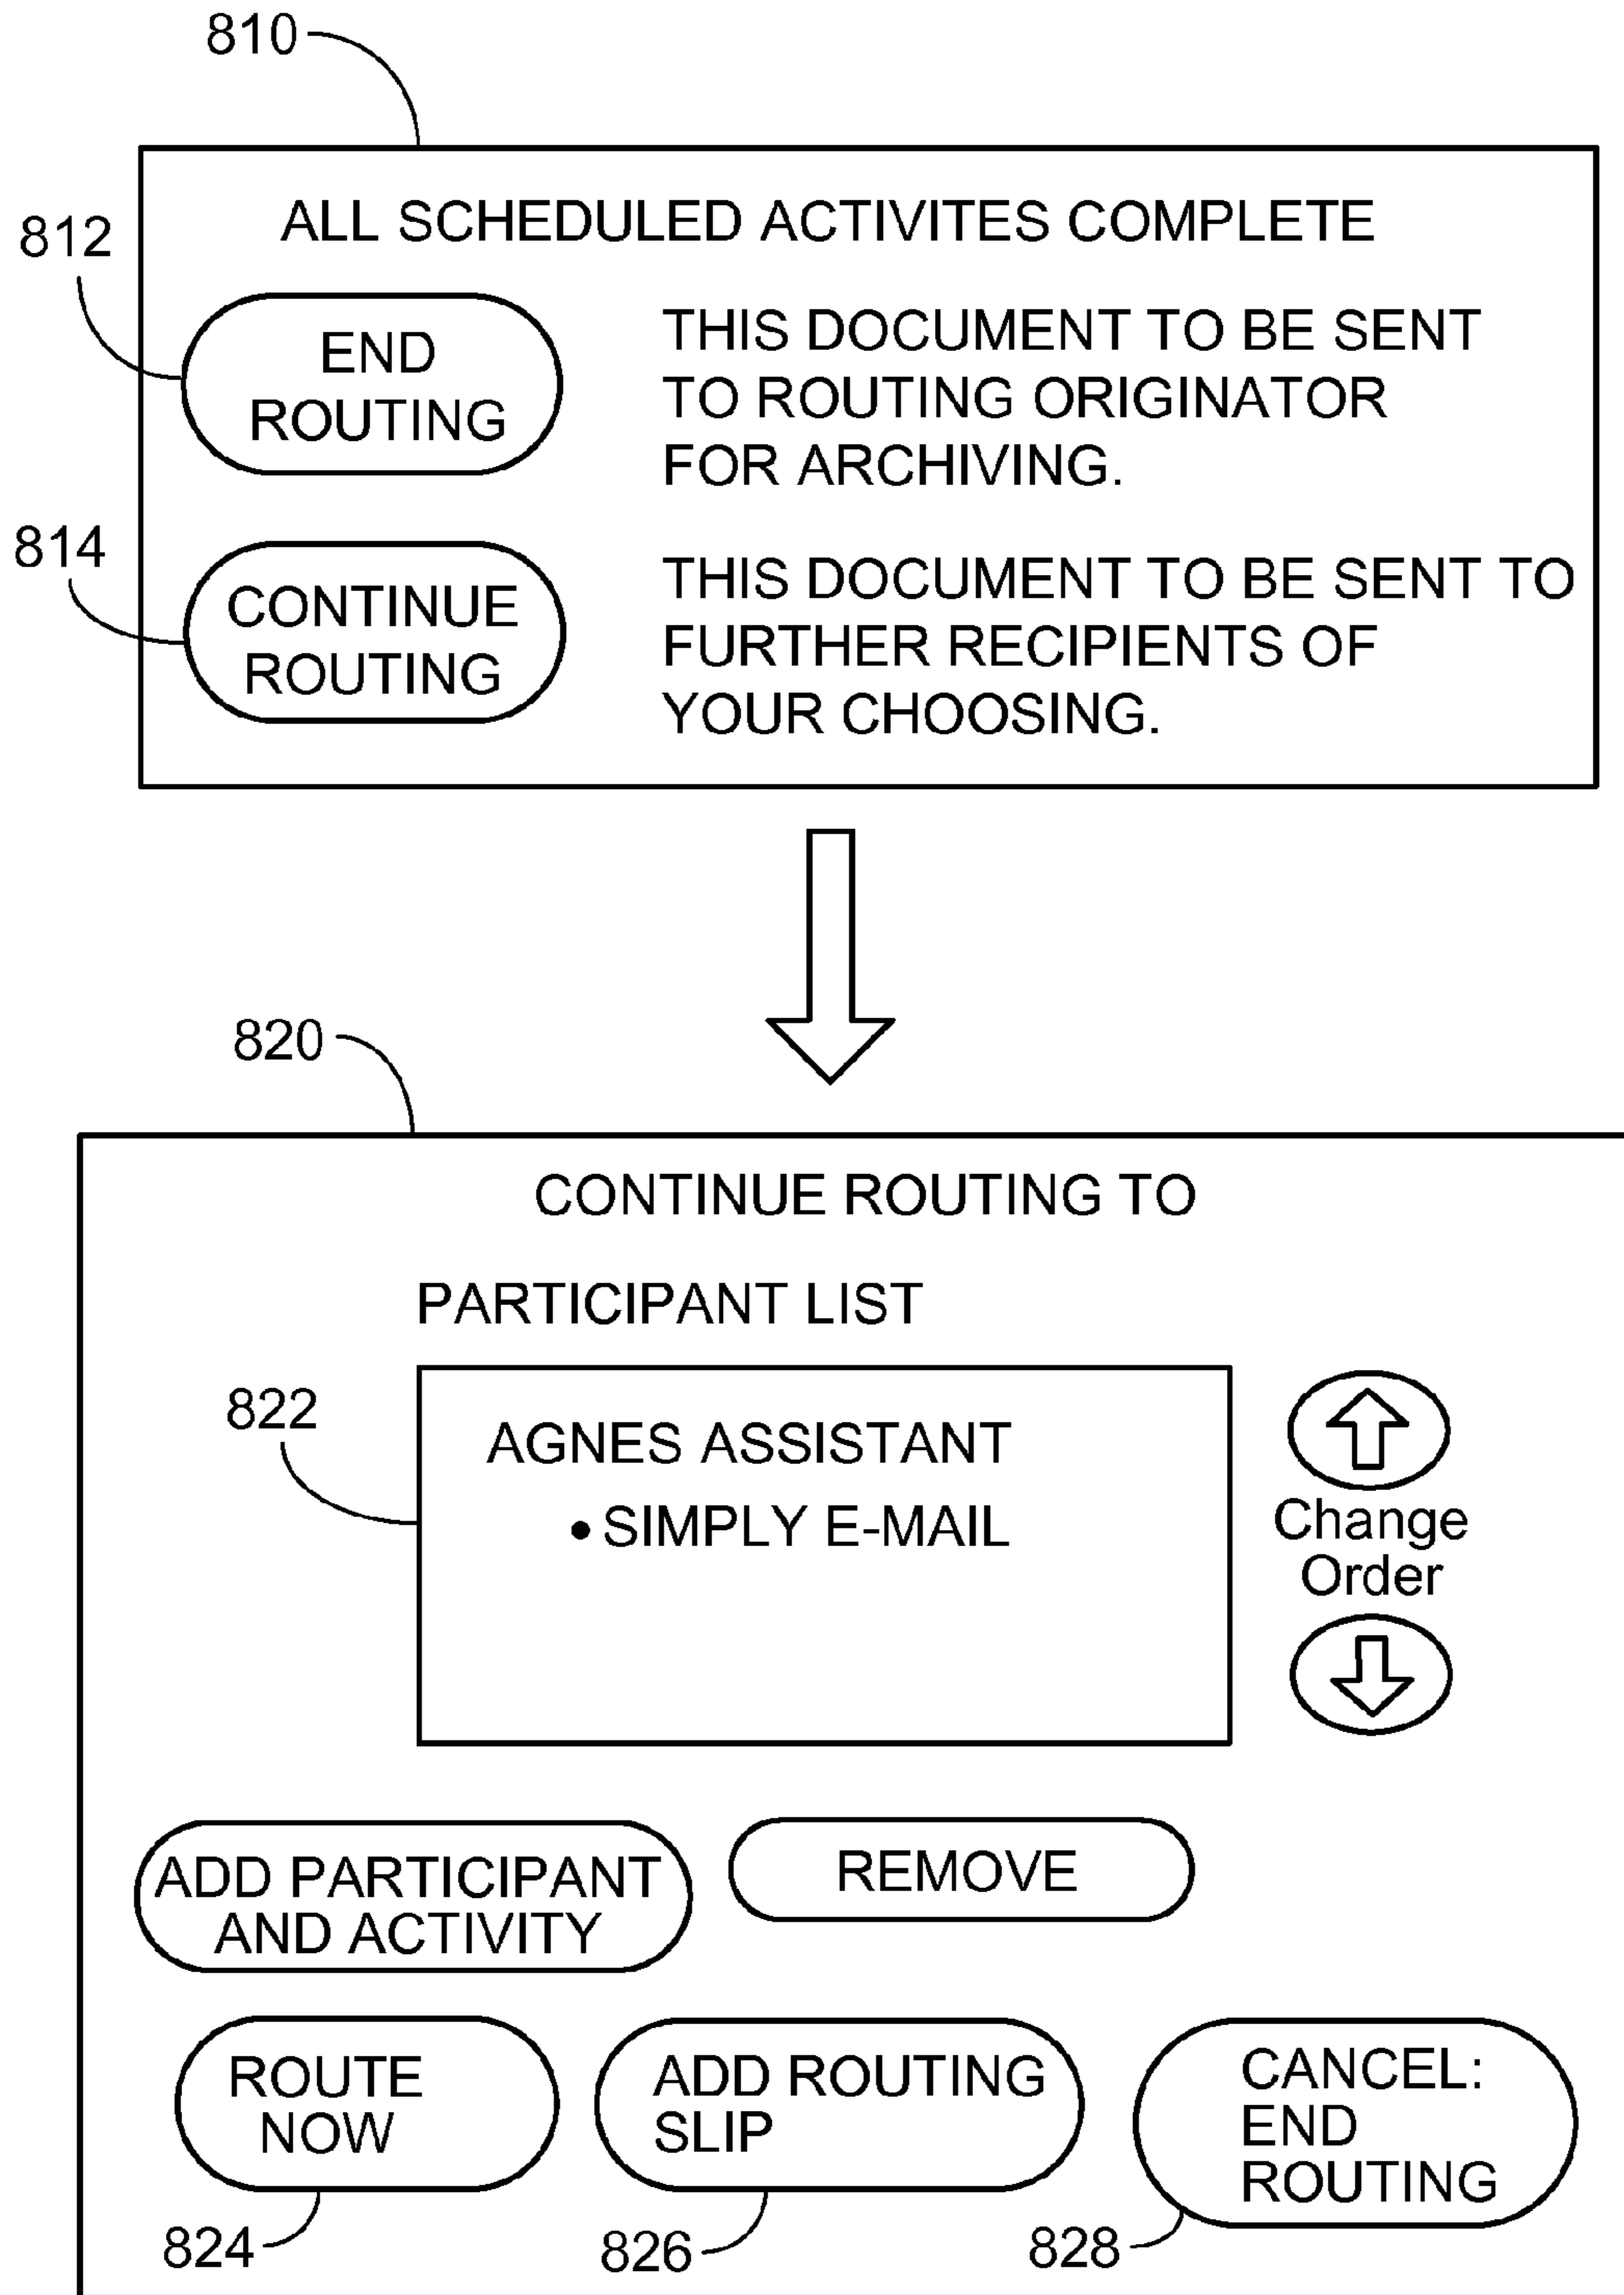 810
ALL SCHEDULED ACTIVITES COMPLETE
812
END
ROUTING
THIS DOCUMENT TO BE SENT
TO ROUTING ORIGINATOR
FOR ARCHIVING.
814
CONTINUE
ROUTING
THIS DOCUMENT TO BE SENT TO
FURTHER RECIPIENTS OF
YOUR CHOOSING.
820
CONTINUE ROUTING TO
PARTICIPANT LIST
822
AGNES ASSISTANT
• SIMPLY E-MAIL
Change
Order
ADD PARTICIPANT
AND ACTIVITY
REMOVE
ROUTE
NOW
ADD ROUTING
SLIP
CANCEL:
END
ROUTING
824
826
828